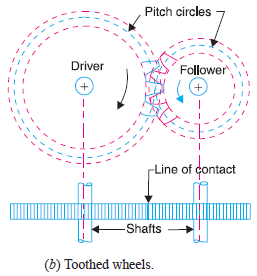 Pitch circles
Driver
Follower
Line of contact
Shafts
(b) Toothed wheels.